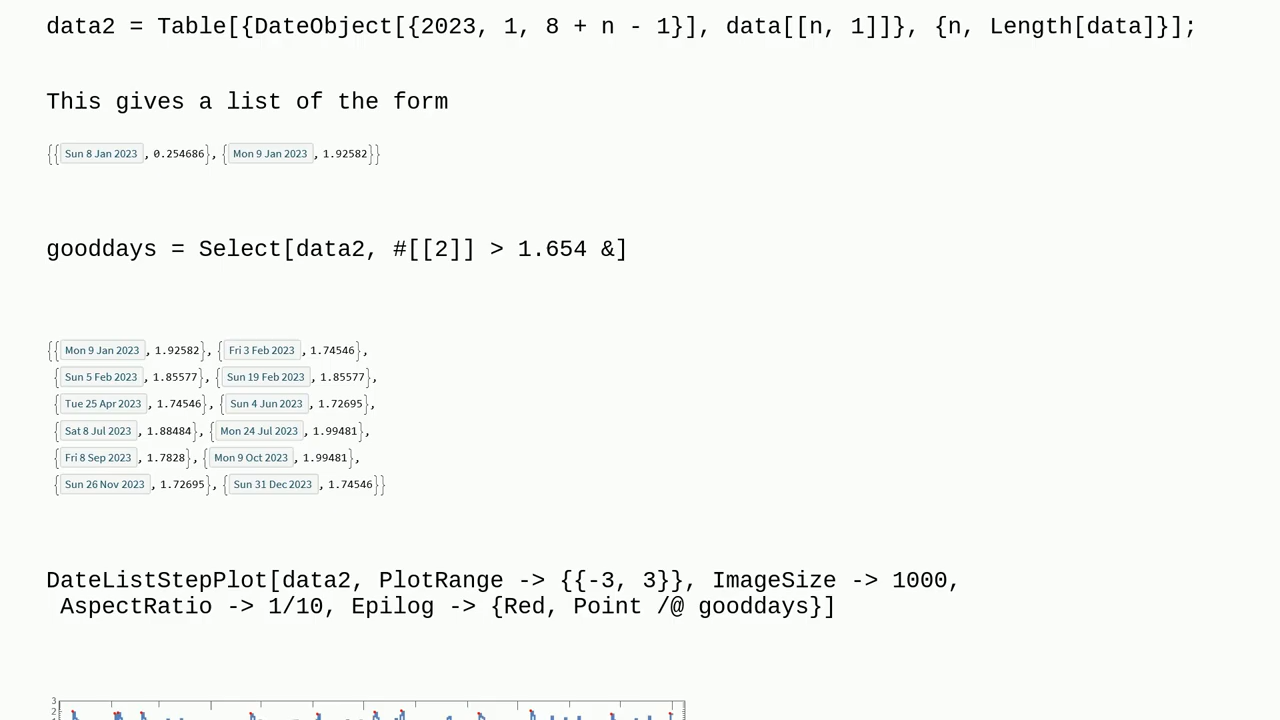 data2 = Table[{DateObject[{2023, 1, 8 + n - 1}], data[[n, 1]]}, {n, Length[data]}];
This gives a list of the form
{{Sun 8 Jan 2023, 0.254686}, {Mon 9 Jan 2023, 1.92582}}
gooddays = Select[data2, #[[2]] > 1.654 &]
{{Mon 9 Jan 2023, 1.92582}, {Fri 3 Feb 2023, 1.74546},
{Sun 5 Feb 2023, 1.85577}, {Sun 19 Feb 2023, 1.85577},
{Tue 25 Apr 2023, 1.74546}, {Sun 4 Jun 2023, 1.72695},
{Sat 8 Jul 2023, 1.88484}, {Mon 24 Jul 2023, 1.99481},
{Fri 8 Sep 2023, 1.7828}, {Mon 9 Oct 2023, 1.99481},
{Sun 26 Nov 2023, 1.72695}, {Sun 31 Dec 2023, 1.74546}}
DateListStepPlot[data2, PlotRange -> {{-3, 3}}, ImageSize -> 1000,
AspectRatio -> 1/10, Epilog -> {Red, Point /@ gooddays}]
3
2